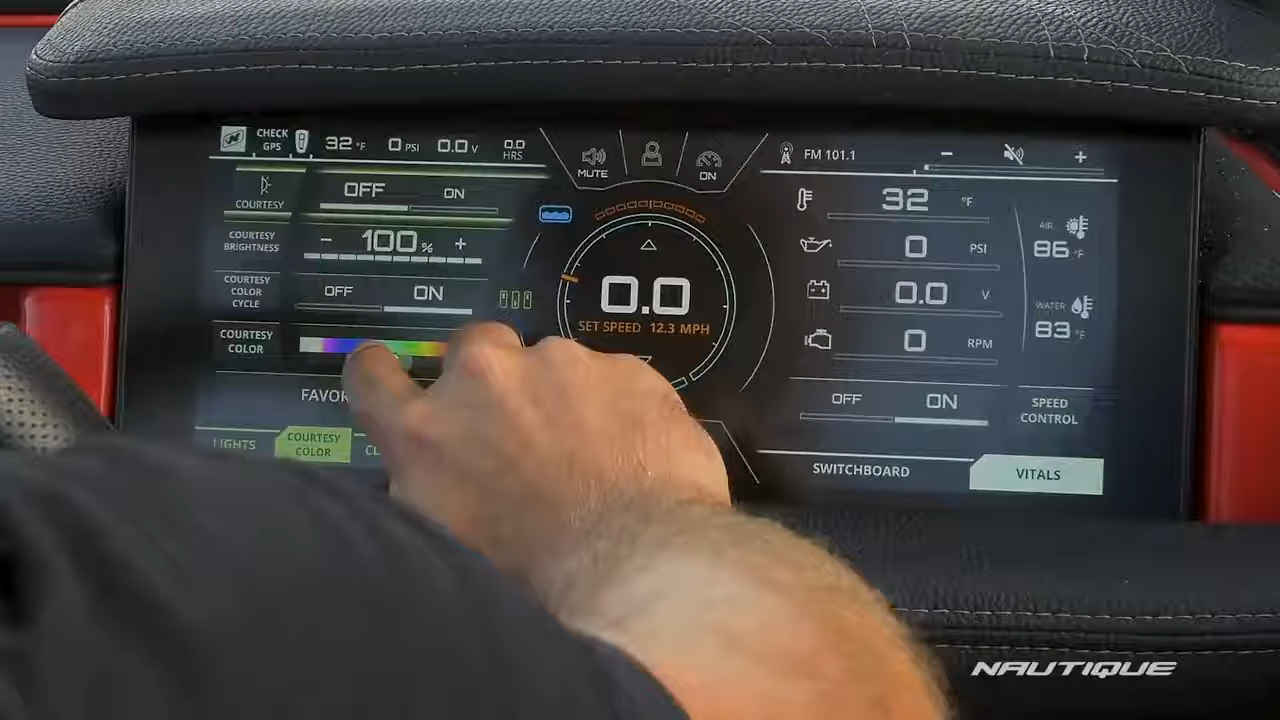 CHECK GPS 32 °F 0 PSI 0.0 V 0.0 HRS
MUTE
ON
FM 101.1 − +
COURTESY OFF ON
COURTESY BRIGHTNESS − 100 % +
COURTESY COLOR CYCLE OFF ON
COURTESY COLOR
LIGHTS COURTESY COLOR
0.0
SET SPEED 12.3 MPH
32 °F
0 PSI
0.0 V
0 RPM
AIR 86 °F
WATER 83 °F
OFF ON SPEED CONTROL
SWITCHBOARD VITALS
NAUTIQUE